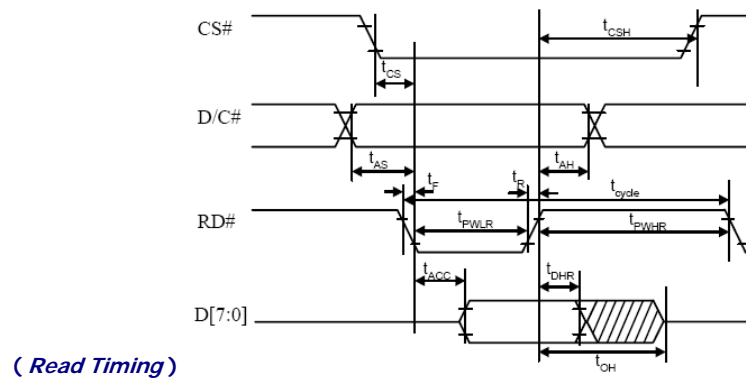 CS#
tCSH
tCS
D/C#
tAS
tAH
tF
tR
tcycle
RD#
tPWLR
tPWHR
tACC
tDHR
D[7:0]
tOH
( Read Timing )